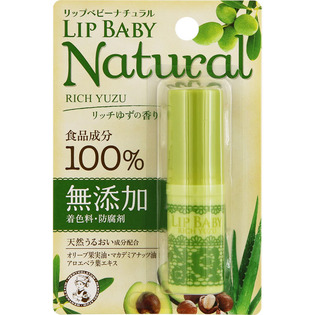 リップベビーナチュラル
LIP BABY
Natural
RICH YUZU
リッチゆずの香り
食品成分
100%
無添加
着色料・防腐剤
天然うるおい成分配合
オリーブ果実油・マカデミアナッツ油
アロエベラ葉エキス
LIP BABY